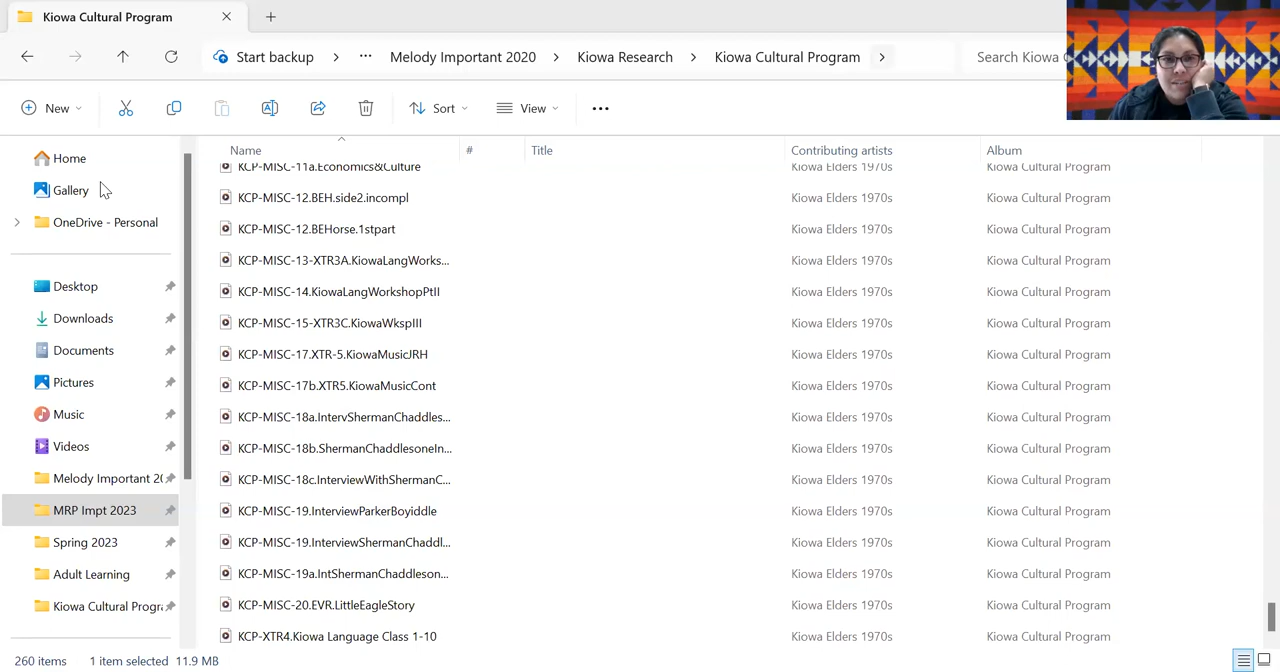 Kiowa Cultural Program
Start backup > ... Melody Important 2020 > Kiowa Research > Kiowa Cultural Program > Search Kiowa
New Sort View ...
Name # Title Contributing artists Album
Home
Gallery
OneDrive - Personal
Desktop
Downloads
Documents
Pictures
Music
Videos
Melody Important 20
MRP Impt 2023
Spring 2023
Adult Learning
Kiowa Cultural Progra
KCP-MISC-11a.Economics&Culture Kiowa Elders 1970s Kiowa Cultural Program
KCP-MISC-12.BEH.side2.incompl Kiowa Elders 1970s Kiowa Cultural Program
KCP-MISC-12.BEHorse.1stpart Kiowa Elders 1970s Kiowa Cultural Program
KCP-MISC-13-XTR3A.KiowaLangWorks... Kiowa Elders 1970s Kiowa Cultural Program
KCP-MISC-14.KiowaLangWorkshopPtII Kiowa Elders 1970s Kiowa Cultural Program
KCP-MISC-15-XTR3C.KiowaWkspIII Kiowa Elders 1970s Kiowa Cultural Program
KCP-MISC-17.XTR-5.KiowaMusicJRH Kiowa Elders 1970s Kiowa Cultural Program
KCP-MISC-17b.XTR5.KiowaMusicCont Kiowa Elders 1970s Kiowa Cultural Program
KCP-MISC-18a.IntervShermanChaddles... Kiowa Elders 1970s Kiowa Cultural Program
KCP-MISC-18b.ShermanChaddlesoneIn... Kiowa Elders 1970s Kiowa Cultural Program
KCP-MISC-18c.InterviewWithShermanC... Kiowa Elders 1970s Kiowa Cultural Program
KCP-MISC-19.InterviewParkerBoyiddle Kiowa Elders 1970s Kiowa Cultural Program
KCP-MISC-19.InterviewShermanChaddl... Kiowa Elders 1970s Kiowa Cultural Program
KCP-MISC-19a.IntShermanChaddleson... Kiowa Elders 1970s Kiowa Cultural Program
KCP-MISC-20.EVR.LittleEagleStory Kiowa Elders 1970s Kiowa Cultural Program
KCP-XTR4.Kiowa Language Class 1-10 Kiowa Elders 1970s Kiowa Cultural Program
260 items 1 item selected 11.9 MB